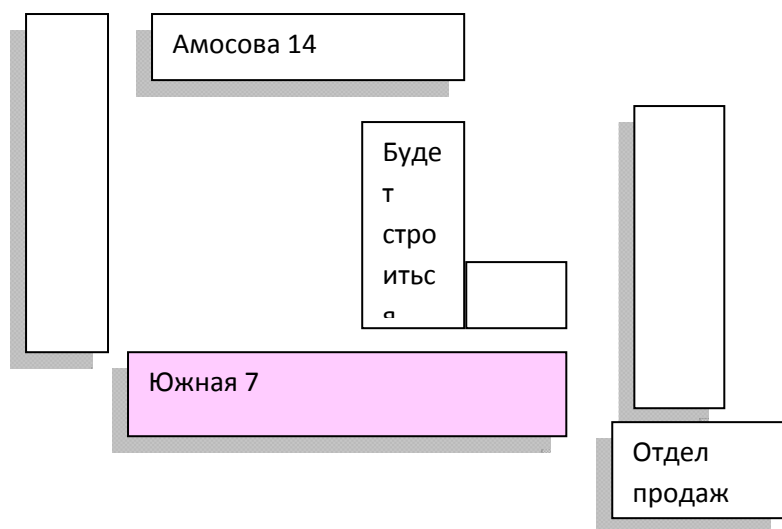 Амосова 14
Буде
т
стро
итьс
я
Южная 7
Отдел
продаж